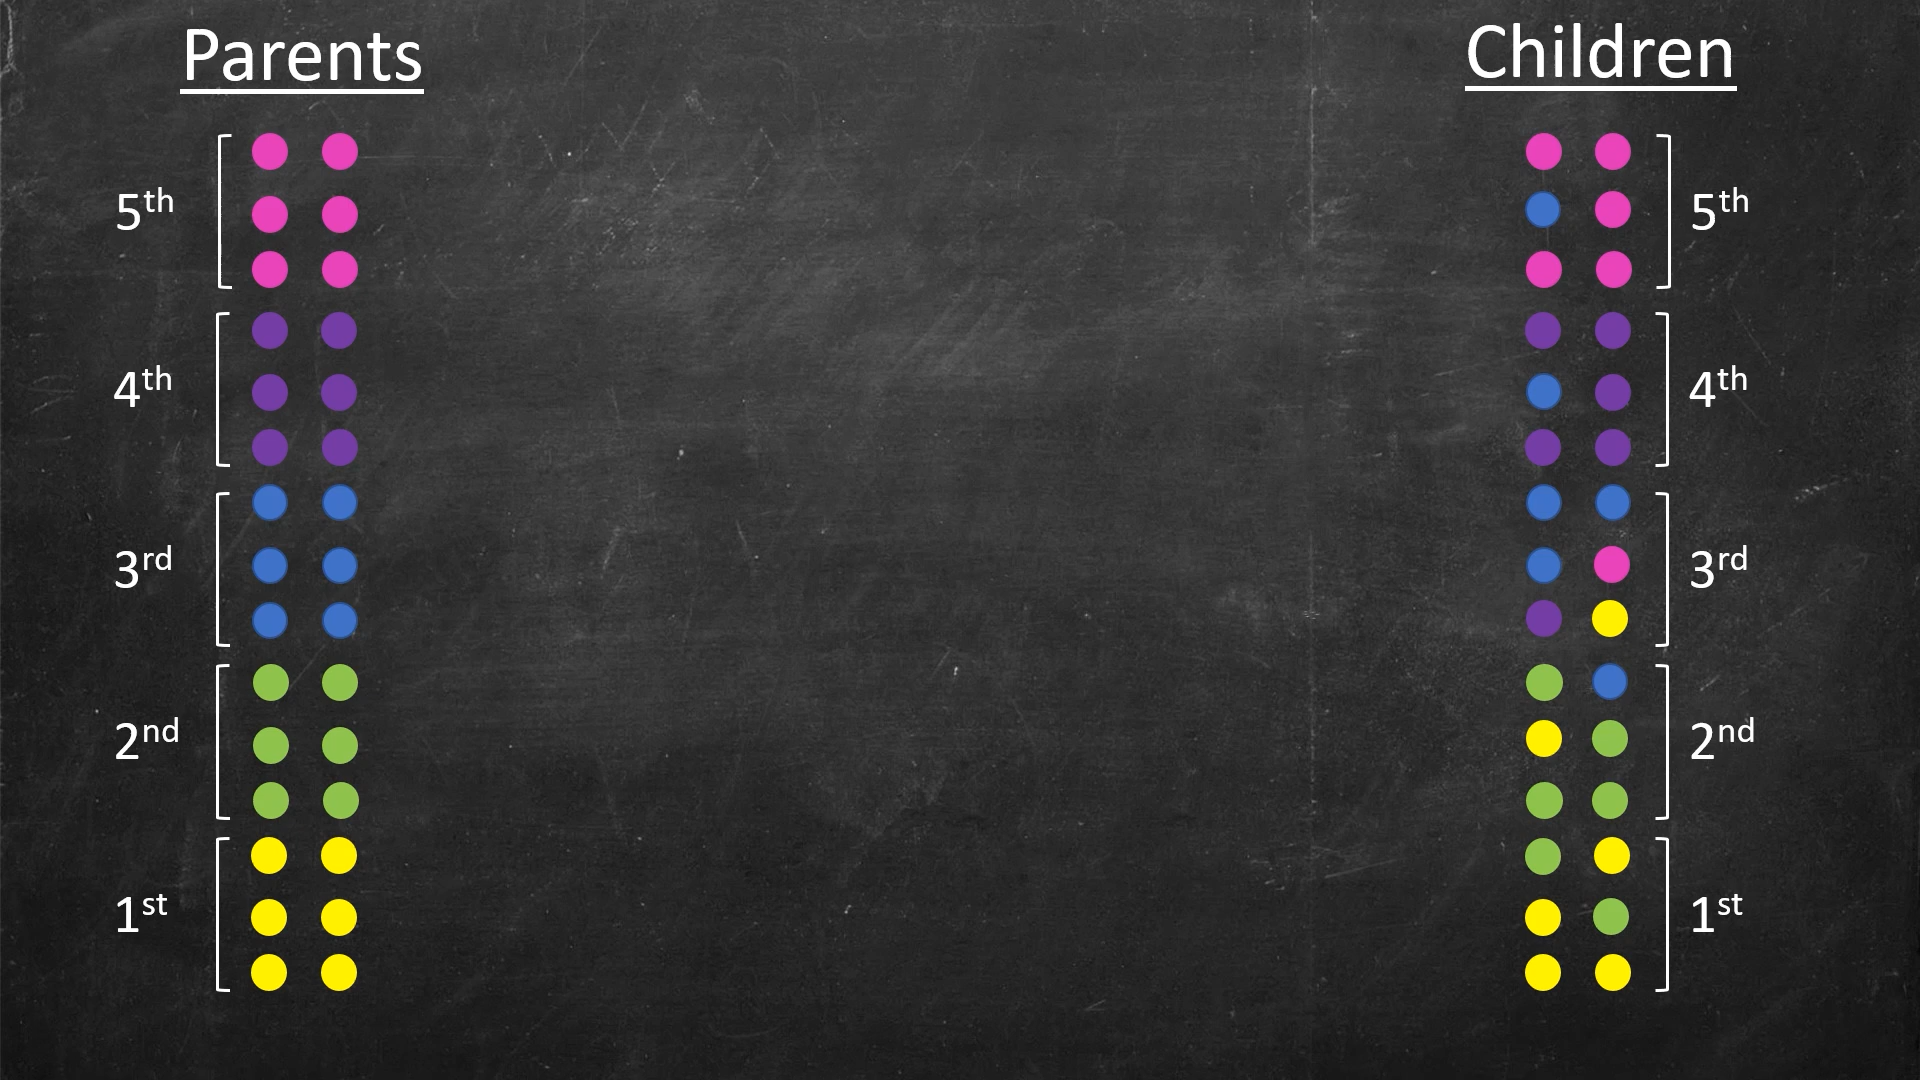 Parents
Children
5th
5th
4th
4th
3rd
3rd
2nd
2nd
1st
1st